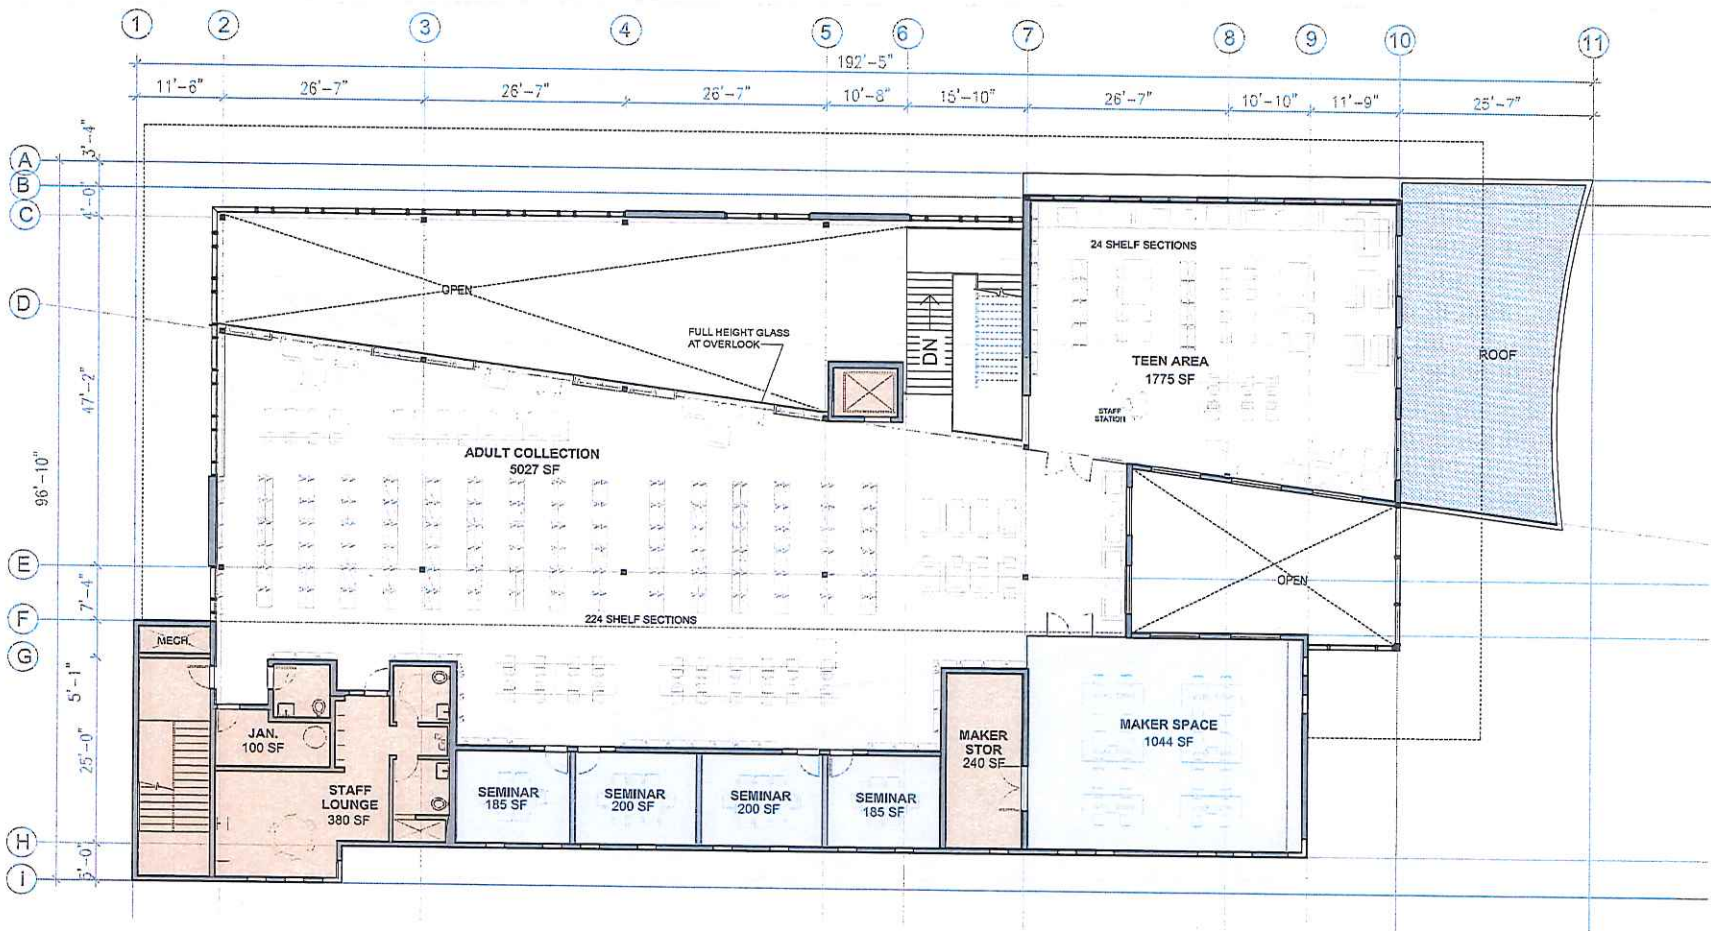 1
2
3
4
5
6
7
8
9
10
11
192'-5"
11'-6"
26'-7"
26'-7"
26'-7"
10'-8"
15'-10"
26'-7"
10'-10"
11'-9"
25'-7"
3'-4"
A
B
4'-0"
C
D
47'-2"
96'-10"
E
7'-4"
F
G
5'-1"
25'-0"
H
5'-0"
I
OPEN
FULL HEIGHT GLASS
AT OVERLOOK
DN
24 SHELF SECTIONS
TEEN AREA
1775 SF
STAFF
STATION
ROOF
ADULT COLLECTION
5027 SF
OPEN
224 SHELF SECTIONS
MECH.
JAN.
100 SF
STAFF
LOUNGE
380 SF
SEMINAR
185 SF
SEMINAR
200 SF
SEMINAR
200 SF
SEMINAR
185 SF
MAKER
STOR
240 SF
MAKER SPACE
1044 SF